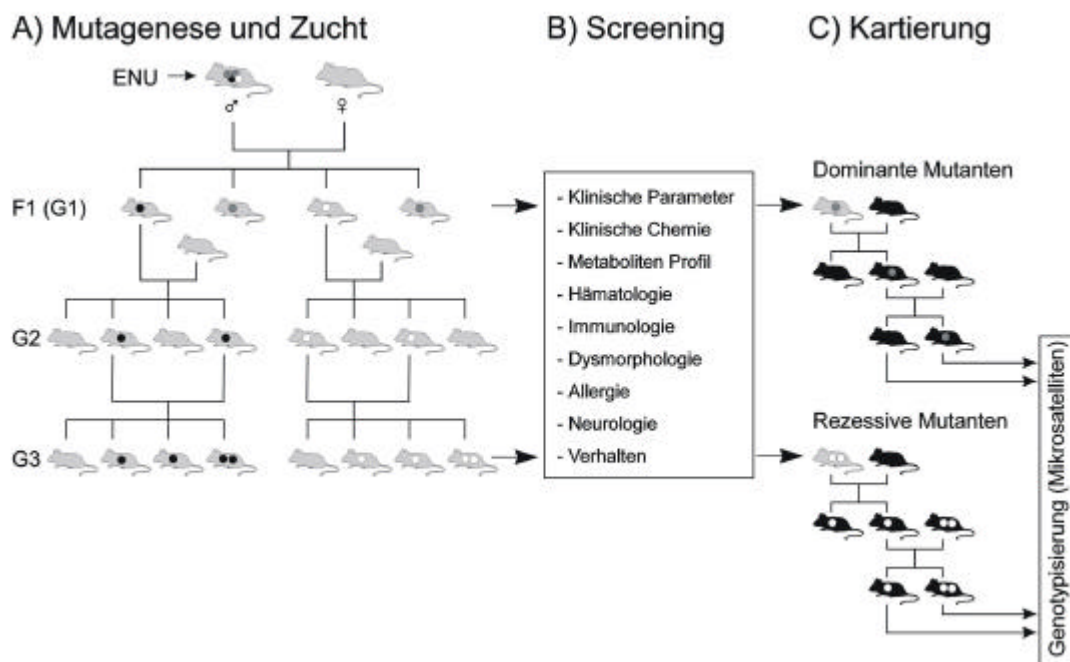 A) Mutagenese und Zucht
ENU
♂ ♀
F1 (G1)
G2
G3
B) Screening
- Klinische Parameter
- Klinische Chemie
- Metaboliten Profil
- Hämatologie
- Immunologie
- Dysmorphologie
- Allergie
- Neurologie
- Verhalten
C) Kartierung
Dominante Mutanten
Rezessive Mutanten
Genotypisierung (Mikrosatelliten)